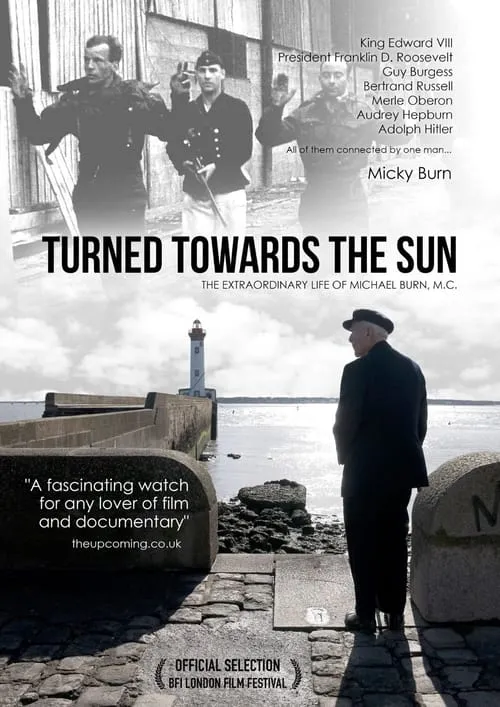 King Edward VIII
President Franklin D. Roosevelt
Guy Burgess
Bertrand Russell
Merle Oberon
Audrey Hepburn
Adolph Hitler
All of them connected by one man...
Micky Burn
TURNED TOWARDS THE SUN
THE EXTRAORDINARY LIFE OF MICHAEL BURN, M.C.
"A fascinating watch
for any lover of film
and documentary"
theupcoming.co.uk
M
OFFICIAL SELECTION
BFI LONDON FILM FESTIVAL